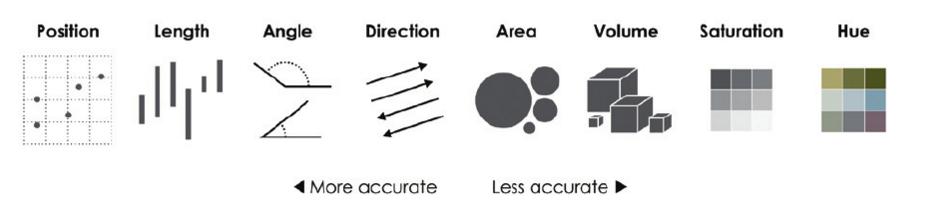 Position Length Angle Direction Area Volume Saturation Hue
◀ More accurate Less accurate ▶